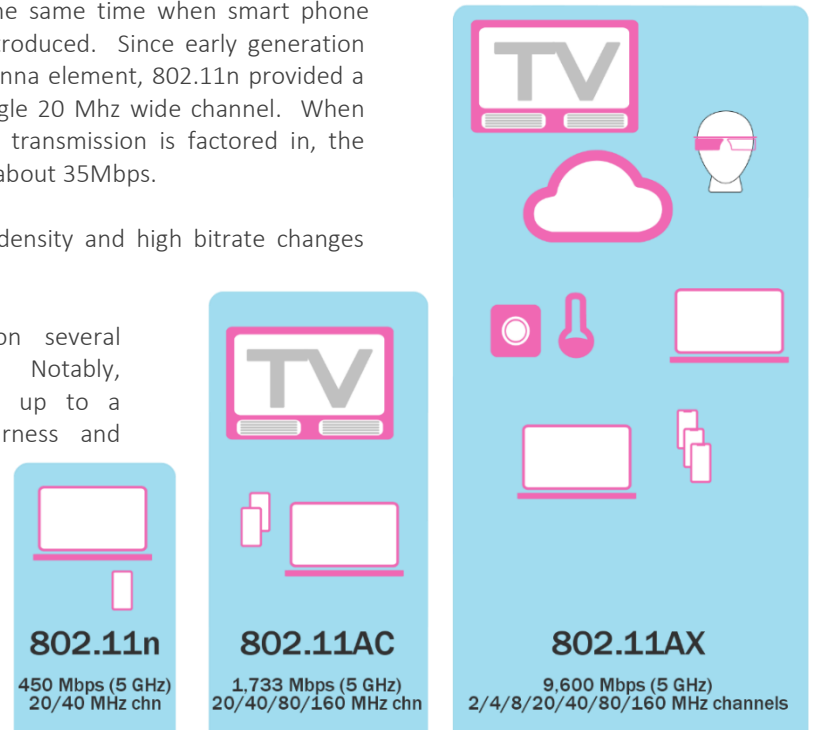 ne same time when smart phone
troduced. Since early generation
nna element, 802.11n provided a
gle 20 Mhz wide channel. When
transmission is factored in, the
about 35Mbps.
density and high bitrate changes
on several
Notably,
up to a
rness and
TV
TV
802.11n
450 Mbps (5 GHz)
20/40 MHz chn
802.11AC
1,733 Mbps (5 GHz)
20/40/80/160 MHz chn
802.11AX
9,600 Mbps (5 GHz)
2/4/8/20/40/80/160 MHz channels